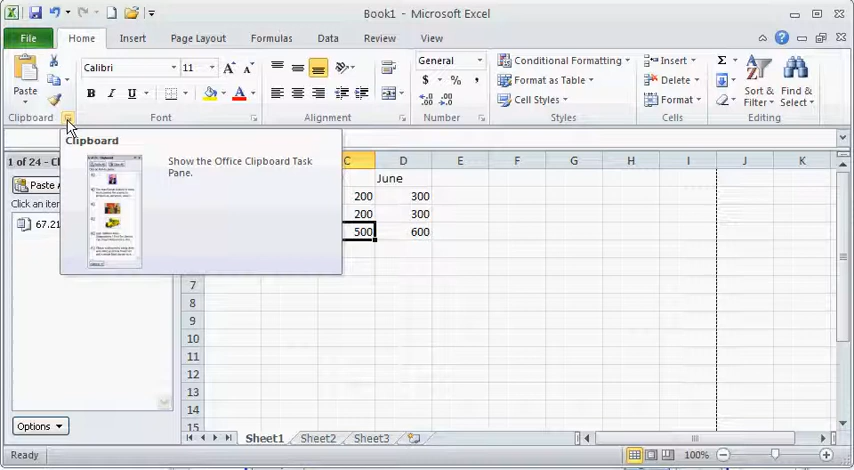 Book1 - Microsoft Excel
File Home Insert Page Layout Formulas Data Review View
Paste
Calibri 11
B I U
A A
A
General
$ % ,
Conditional Formatting
Format as Table
Cell Styles
Insert
Delete
Format
Σ
Sort & Filter
Find & Select
Clipboard Font Alignment Number Styles Cells Editing
Clipboard
Show the Office Clipboard Task
Pane.
1 of 24 - Cl
Paste A
Click an item
67.21
C D E F G H I J K
June
200 300
200 300
500 600
7
8
9
10
11
12
13
14
15
Options
Sheet1 Sheet2 Sheet3
Ready
100%